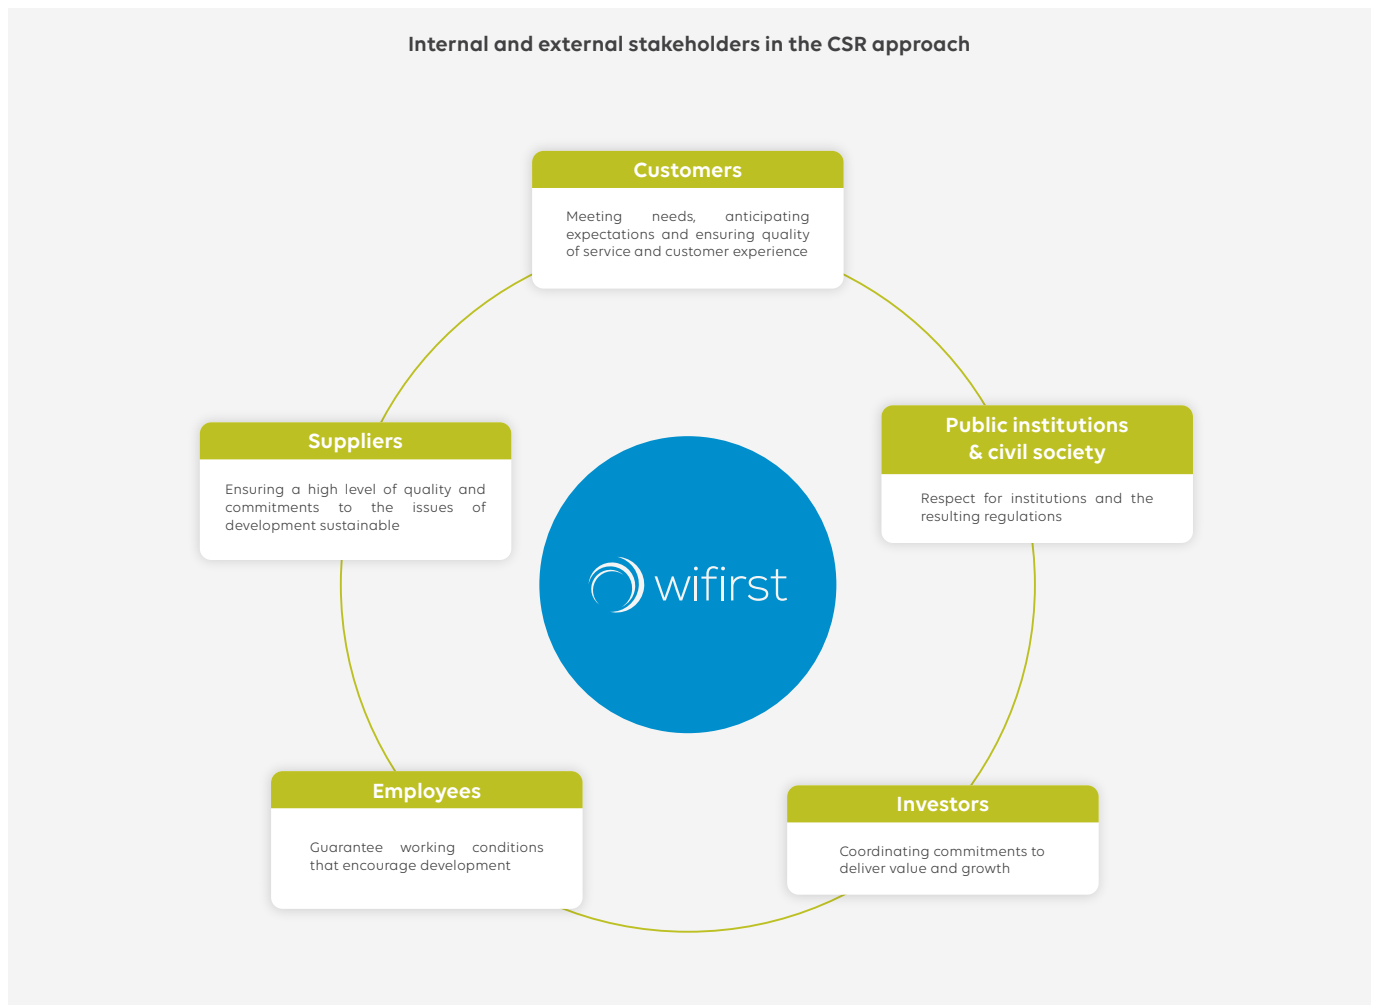 Internal and external stakeholders in the CSR approach
Customers
Meeting needs, anticipating
expectations and ensuring quality
of service and customer experience
Suppliers
Ensuring a high level of quality and
commitments to the issues of
development sustainable
Public institutions
& civil society
Respect for institutions and the
resulting regulations
wifirst
Employees
Guarantee working conditions
that encourage development
Investors
Coordinating commitments to
deliver value and growth